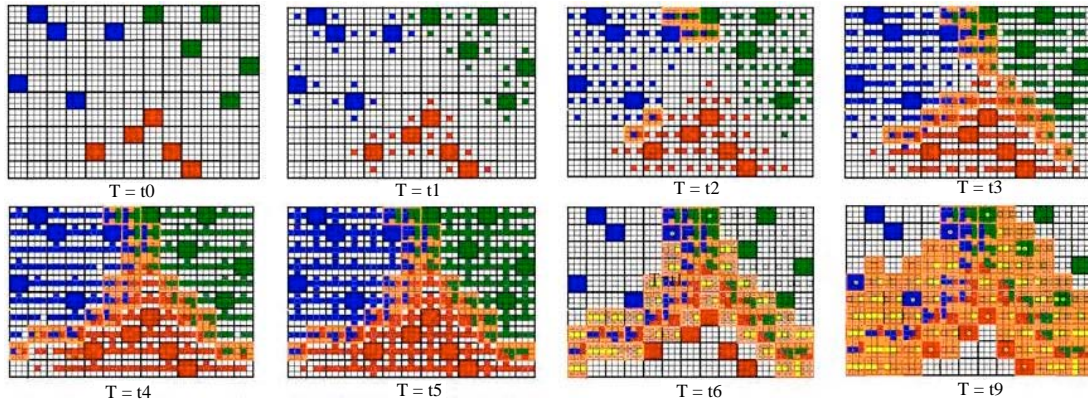 T = t0
T = t1
T = t2
T = t3
T = t4
T = t5
T = t6
T = t9